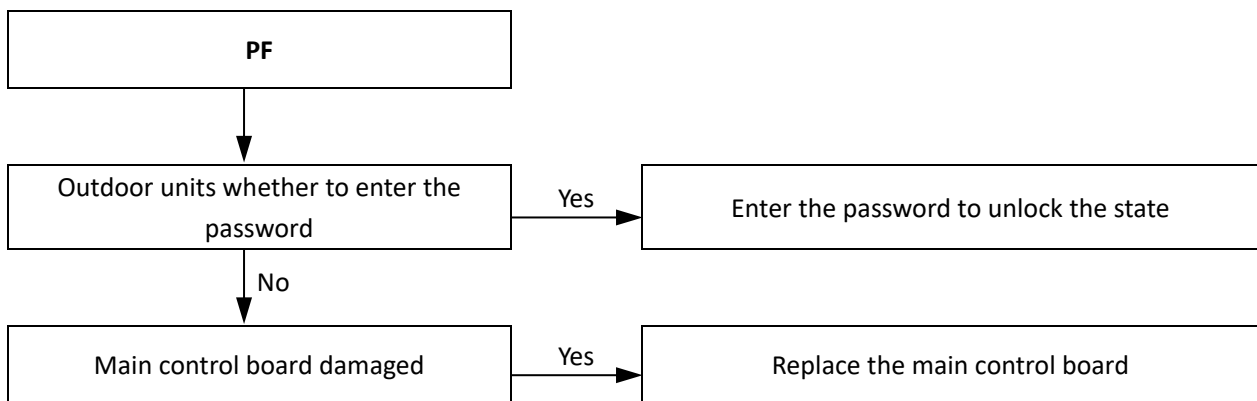 PF
Outdoor units whether to enter the
password
Yes
Enter the password to unlock the state
No
Main control board damaged
Yes
Replace the main control board